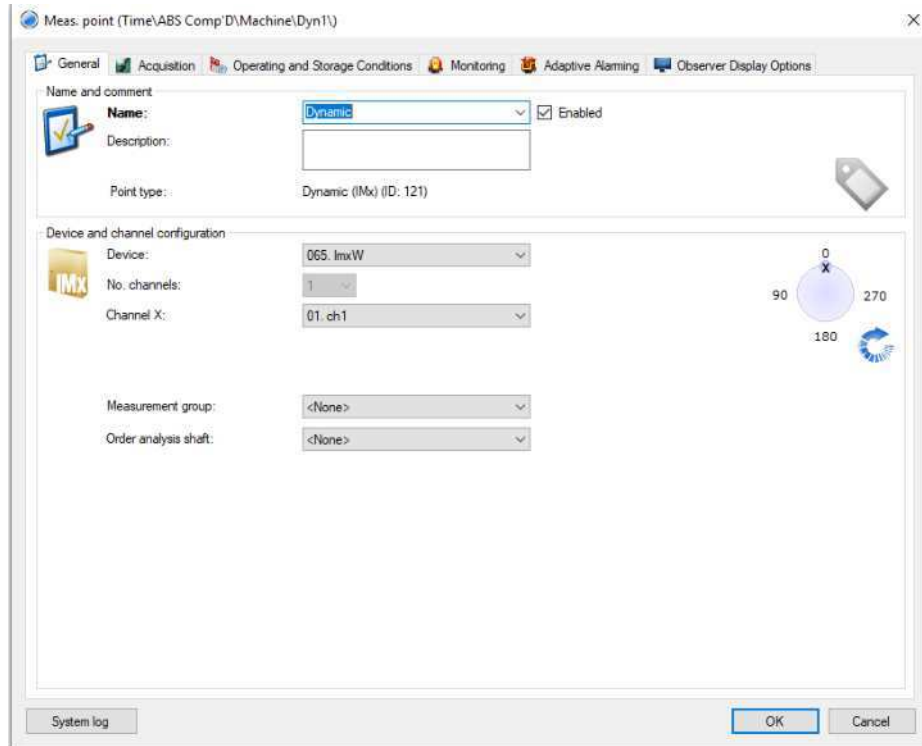 Meas. point (Time\ABS Comp'D\Machine\Dyn1\)
General Acquisition Operating and Storage Conditions Monitoring Adaptive Alarming Observer Display Options
Name and comment
Name: Dynamic Enabled
Description:
Point type: Dynamic (IMx) (ID: 121)
Device and channel configuration
Device: 065. ImxW
IMx
No. channels: 1
Channel X: 01. ch1
0
X
90 270
180
Measurement group: <None>
Order analysis shaft: <None>
System log OK Cancel